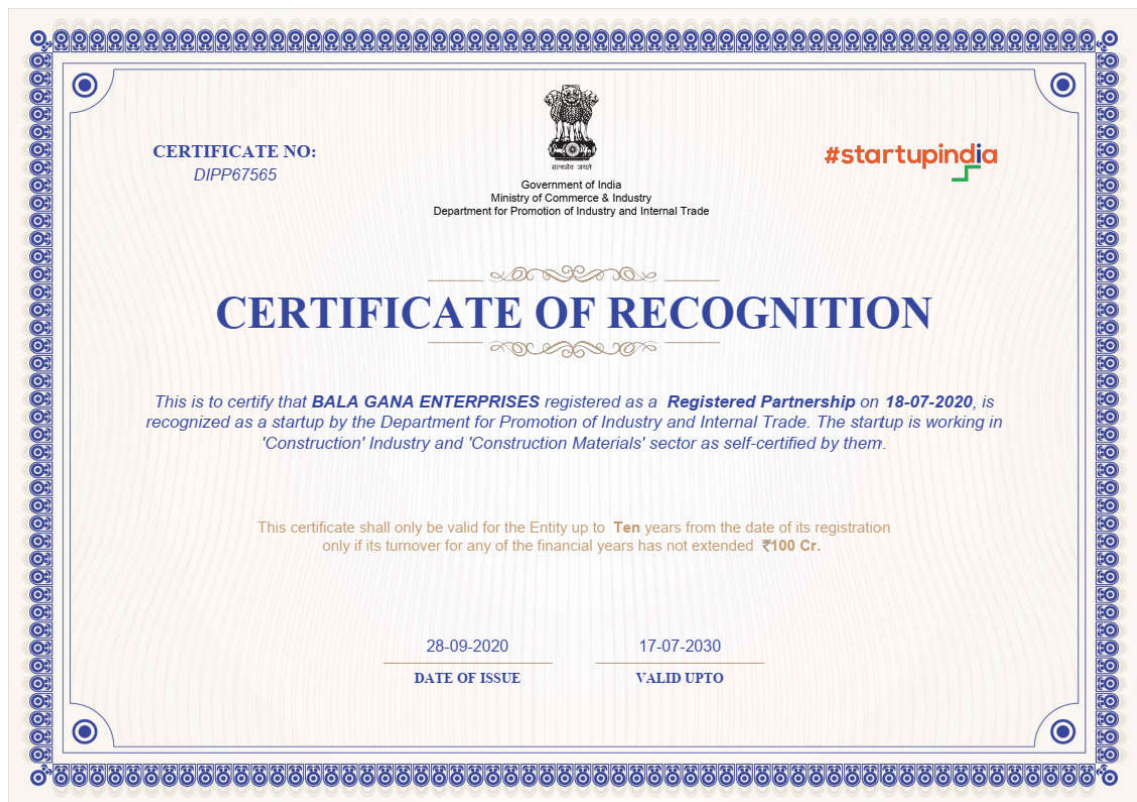 CERTIFICATE NO:
DIPP67565
सत्यमेव जयते
#startupindia
Government of India
Ministry of Commerce & Industry
Department for Promotion of Industry and Internal Trade
CERTIFICATE OF RECOGNITION
This is to certify that BALA GANA ENTERPRISES registered as a Registered Partnership on 18-07-2020, is
recognized as a startup by the Department for Promotion of Industry and Internal Trade. The startup is working in
'Construction' Industry and 'Construction Materials' sector as self-certified by them.
This certificate shall only be valid for the Entity up to Ten years from the date of its registration
only if its turnover for any of the financial years has not extended ₹100 Cr.
28-09-2020
DATE OF ISSUE
17-07-2030
VALID UPTO